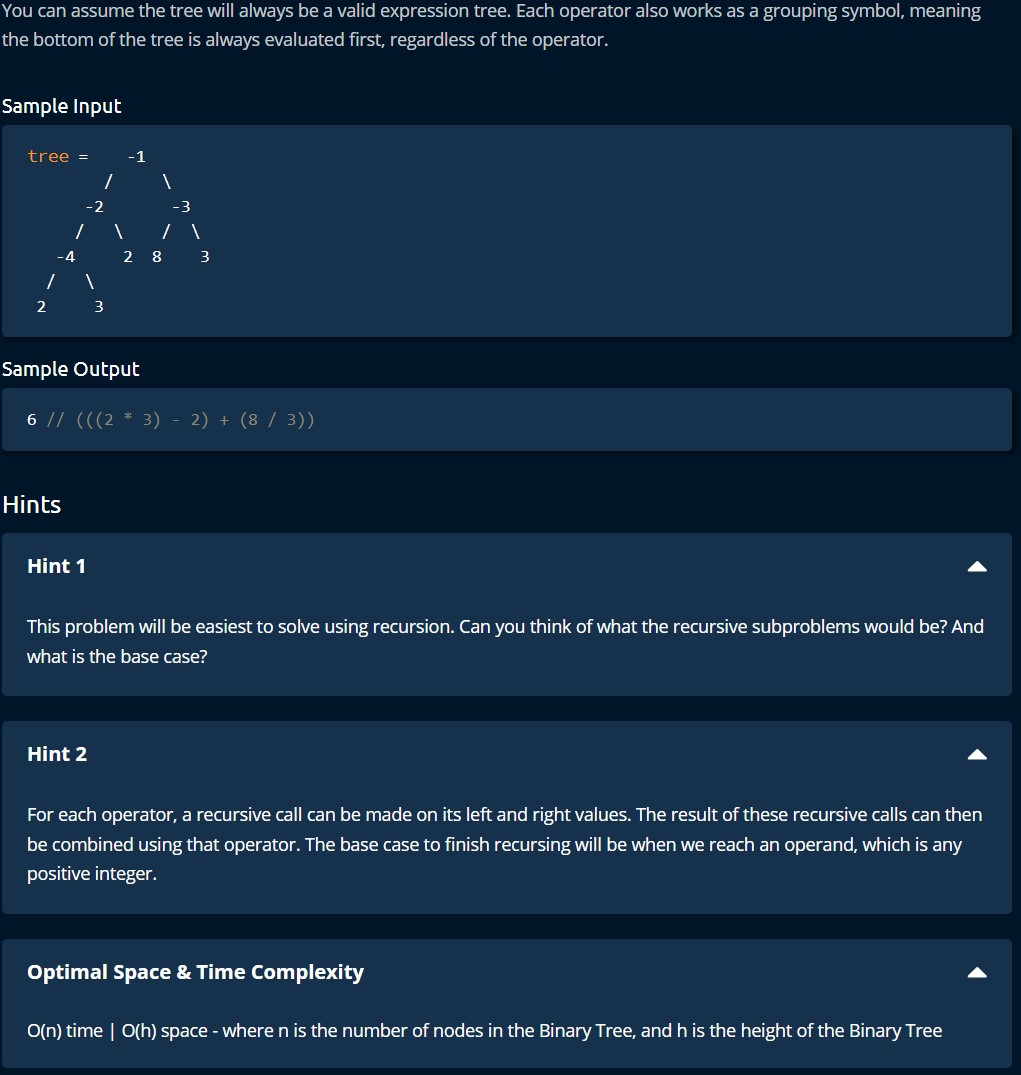 You can assume the tree will always be a valid expression tree. Each operator also works as a grouping symbol, meaning
the bottom of the tree is always evaluated first, regardless of the operator.
Sample Input
tree =    -1
        /     \
      -2       -3
     /   \    /  \
   -4     2  8    3
  /   \
 2     3
Sample Output
6 // (((2 * 3) - 2) + (8 / 3))
Hints
Hint 1
This problem will be easiest to solve using recursion. Can you think of what the recursive subproblems would be? And
what is the base case?
Hint 2
For each operator, a recursive call can be made on its left and right values. The result of these recursive calls can then
be combined using that operator. The base case to finish recursing will be when we reach an operand, which is any
positive integer.
Optimal Space & Time Complexity
O(n) time | O(h) space - where n is the number of nodes in the Binary Tree, and h is the height of the Binary Tree